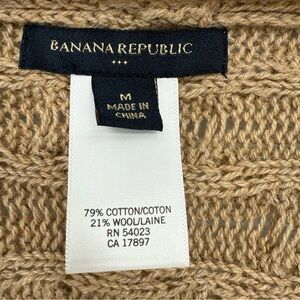 BANANA REPUBLIC
M
MADE IN
CHINA
79% COTTON/COTON
21% WOOL/LAINE
RN 54023
CA 17897